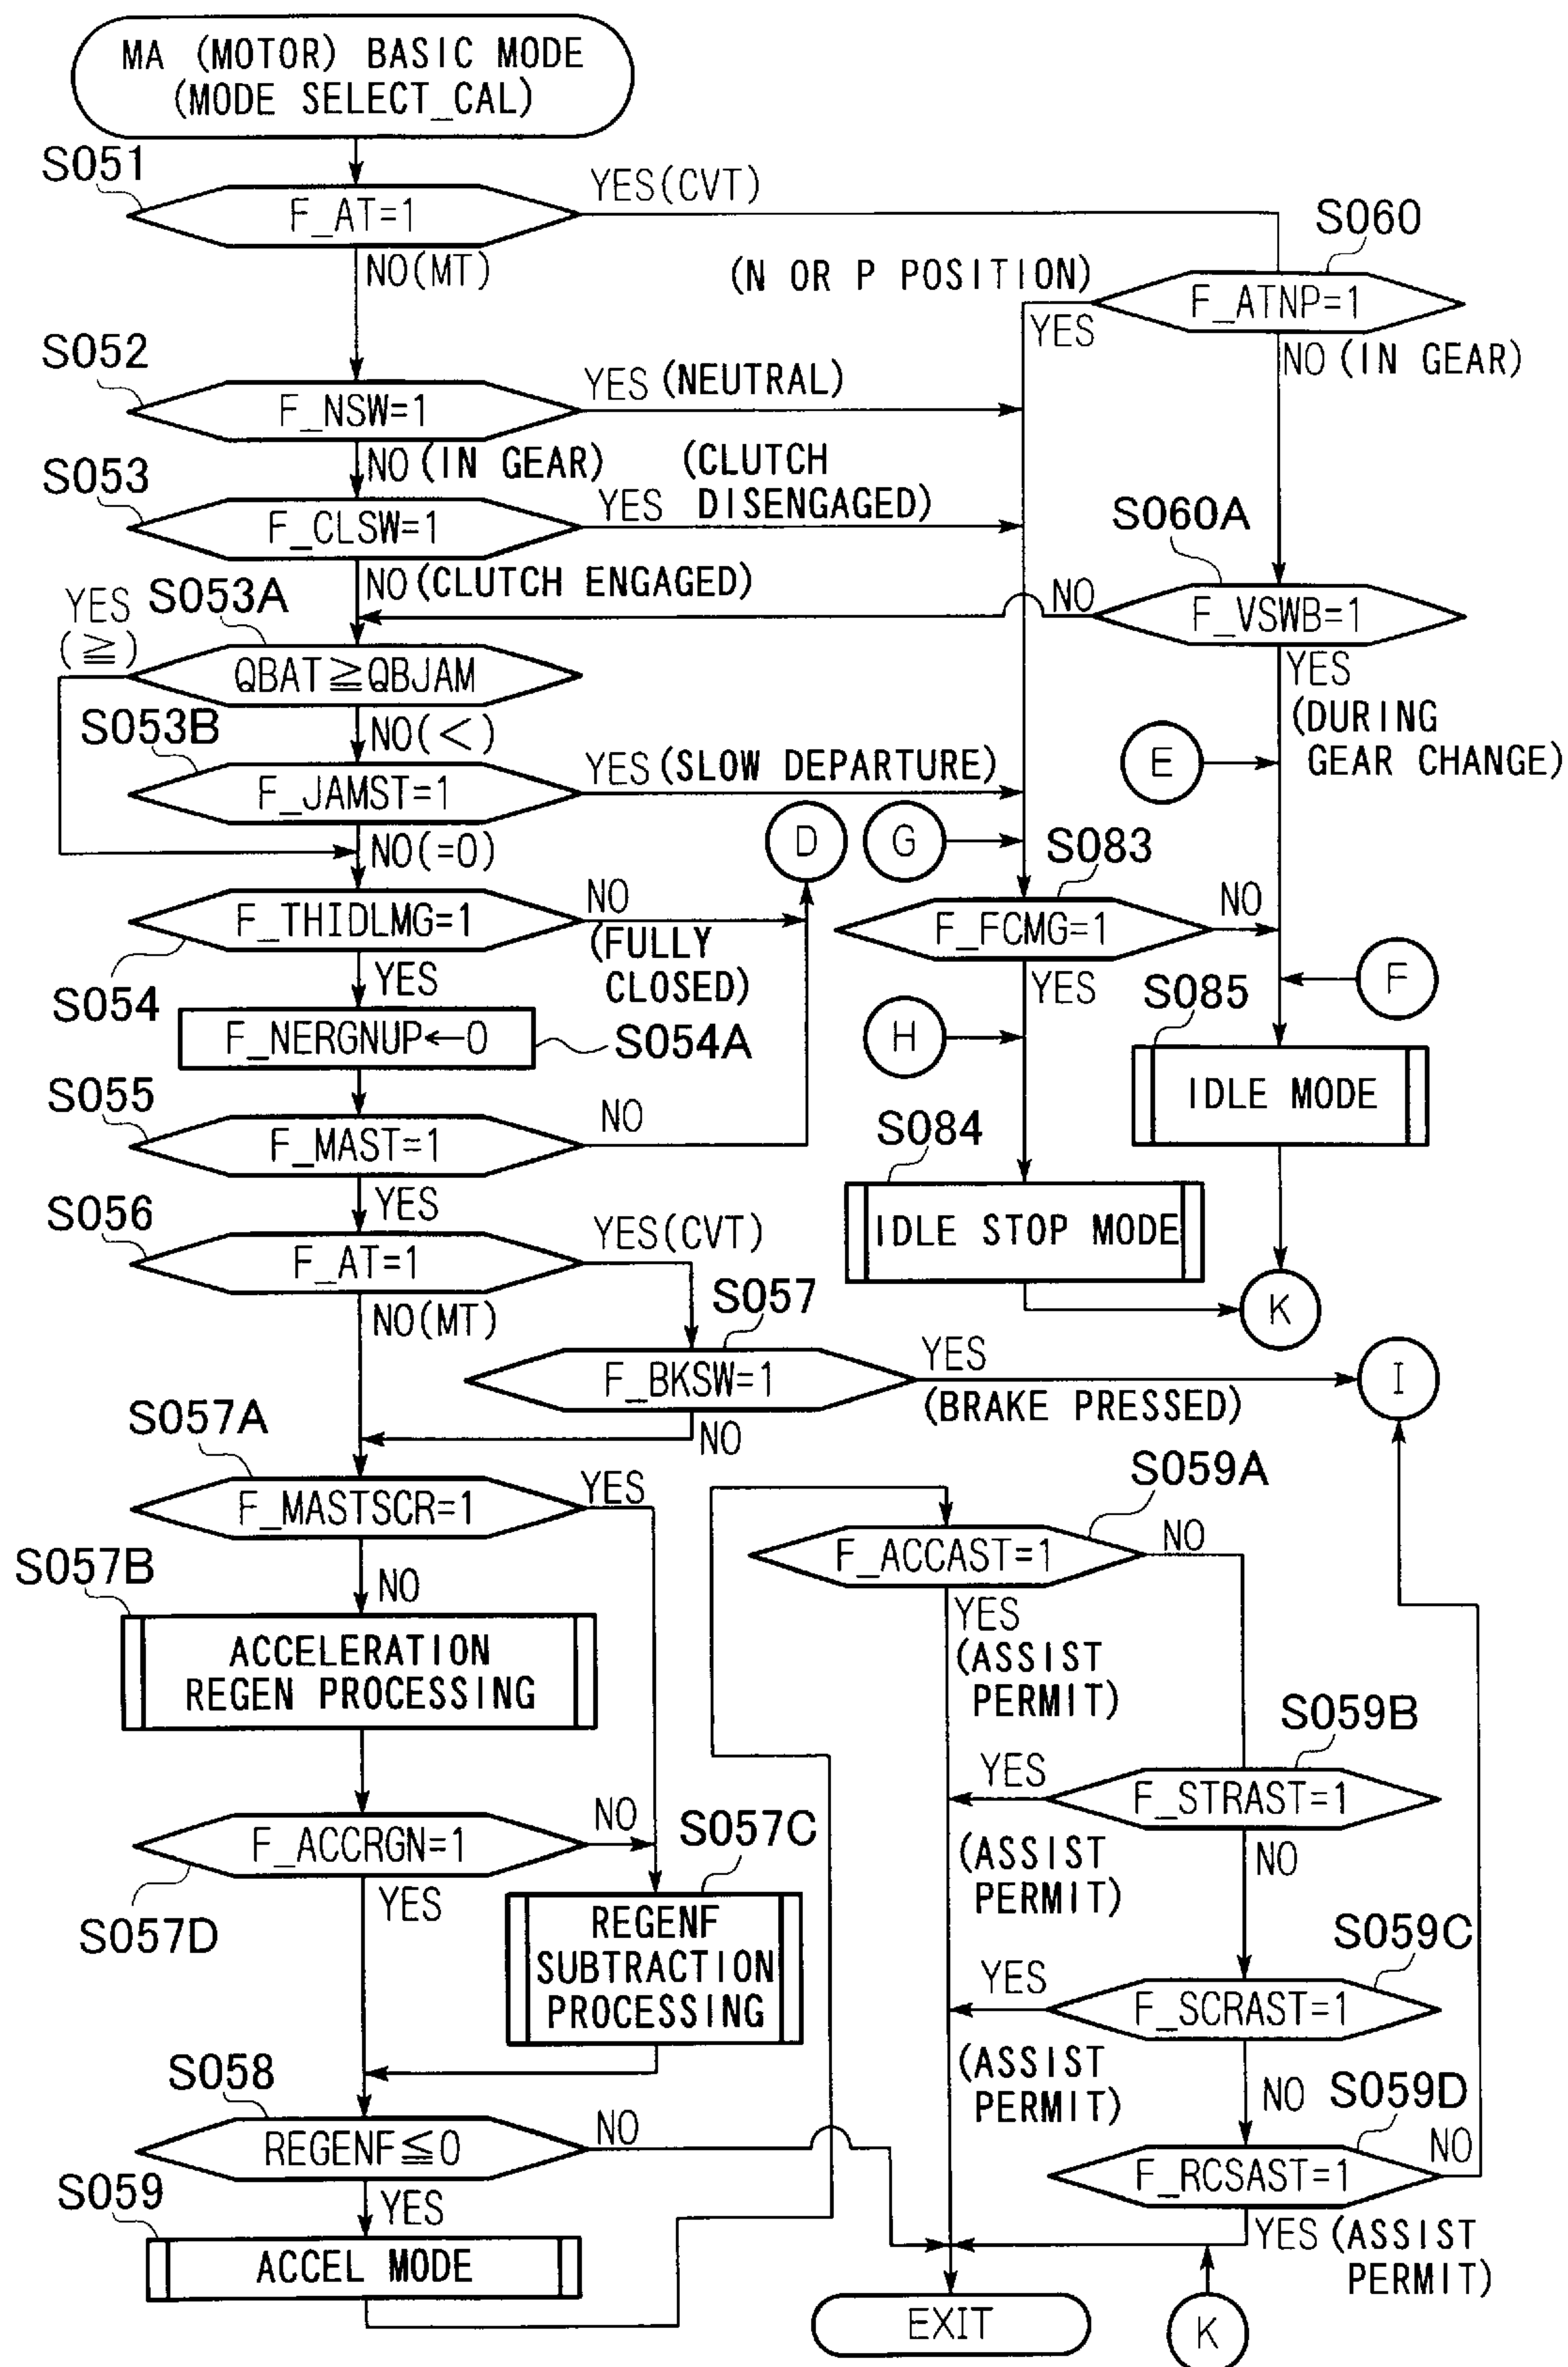 MA (MOTOR) BASIC MODE
(MODE SELECT_CAL)
S051
F_AT=1
YES(CVT)
NO(MT)
S060
(N OR P POSITION)
F_ATNP=1
YES
NO (IN GEAR)
S052
F_NSW=1
YES (NEUTRAL)
NO (IN GEAR)
S053
F_CLSW=1
(CLUTCH
YES DISENGAGED)
NO (CLUTCH ENGAGED)
S060A
F_VSWB=1
NO
YES
(DURING
GEAR CHANGE)
E
YES
(≧)
S053A
QBAT≧QBJAM
NO(<)
S053B
F_JAMST=1
YES (SLOW DEPARTURE)
NO(=0)
D
G
S083
F_FCMG=1
NO
YES
F
F_THIDLMG=1
NO
(FULLY
CLOSED)
S054
YES
F_NERGNUP←0
S054A
H
S085
IDLE MODE
S055
F_MAST=1
NO
YES
S084
IDLE STOP MODE
K
S056
F_AT=1
YES(CVT)
NO(MT)
S057
F_BKSW=1
YES
(BRAKE PRESSED)
I
NO
S057A
F_MASTSCR=1
YES
NO
S057B
ACCELERATION
REGEN PROCESSING
S059A
F_ACCAST=1
NO
YES
(ASSIST
PERMIT)
S059B
F_STRAST=1
YES
(ASSIST
PERMIT)
NO
F_ACCRGN=1
NO
S057D
YES
S057C
REGENF
SUBTRACTION
PROCESSING
S059C
F_SCRAST=1
YES
(ASSIST
PERMIT)
NO
S058
REGENF≦0
NO
YES
S059D
F_RCSAST=1
NO
YES (ASSIST
PERMIT)
S059
ACCEL MODE
EXIT
K